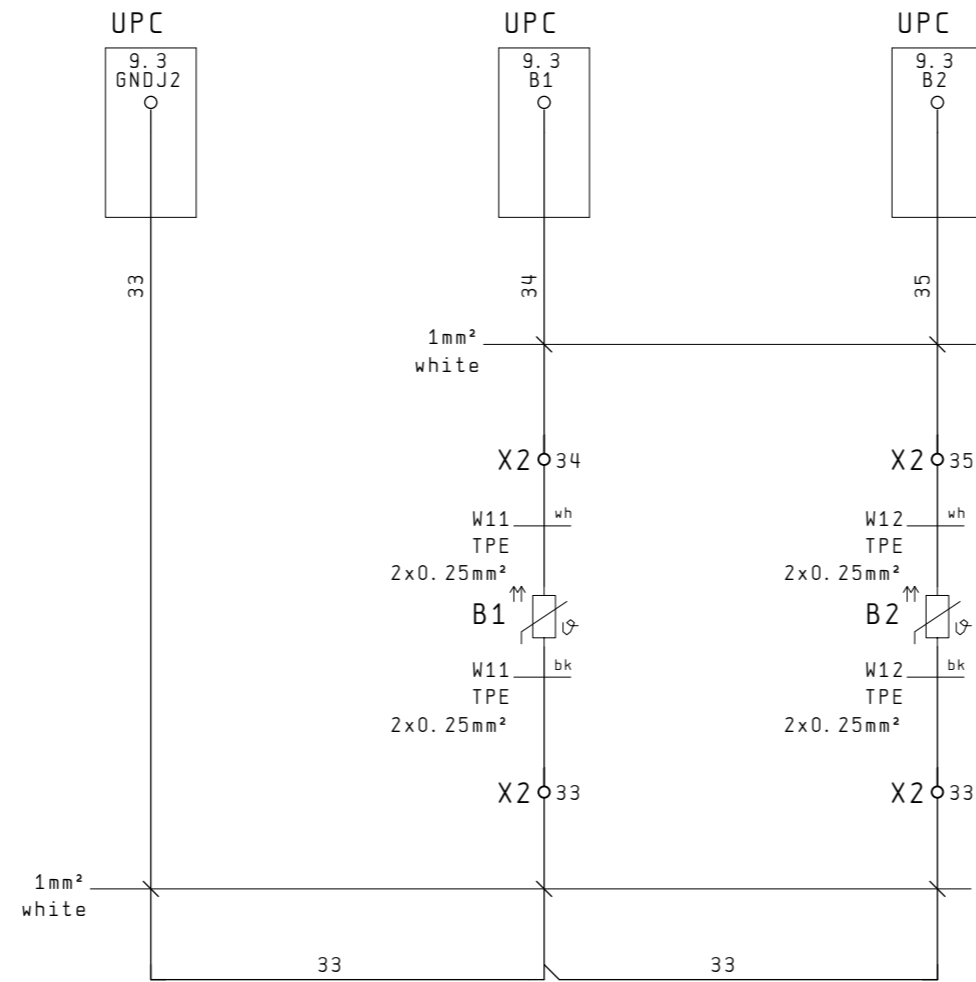 UPC
9.3
GNDJ2
33
UPC
9.3
B1
34
UPC
9.3
B2
35
1mm²
white
X2 34
W11 wh
TPE
2x0.25mm²
B1 ϑ
W11 bk
TPE
2x0.25mm²
X2 33
X2 35
W12 wh
TPE
2x0.25mm²
B2 ϑ
W12 bk
TPE
2x0.25mm²
X2 33
1mm²
white
33
33